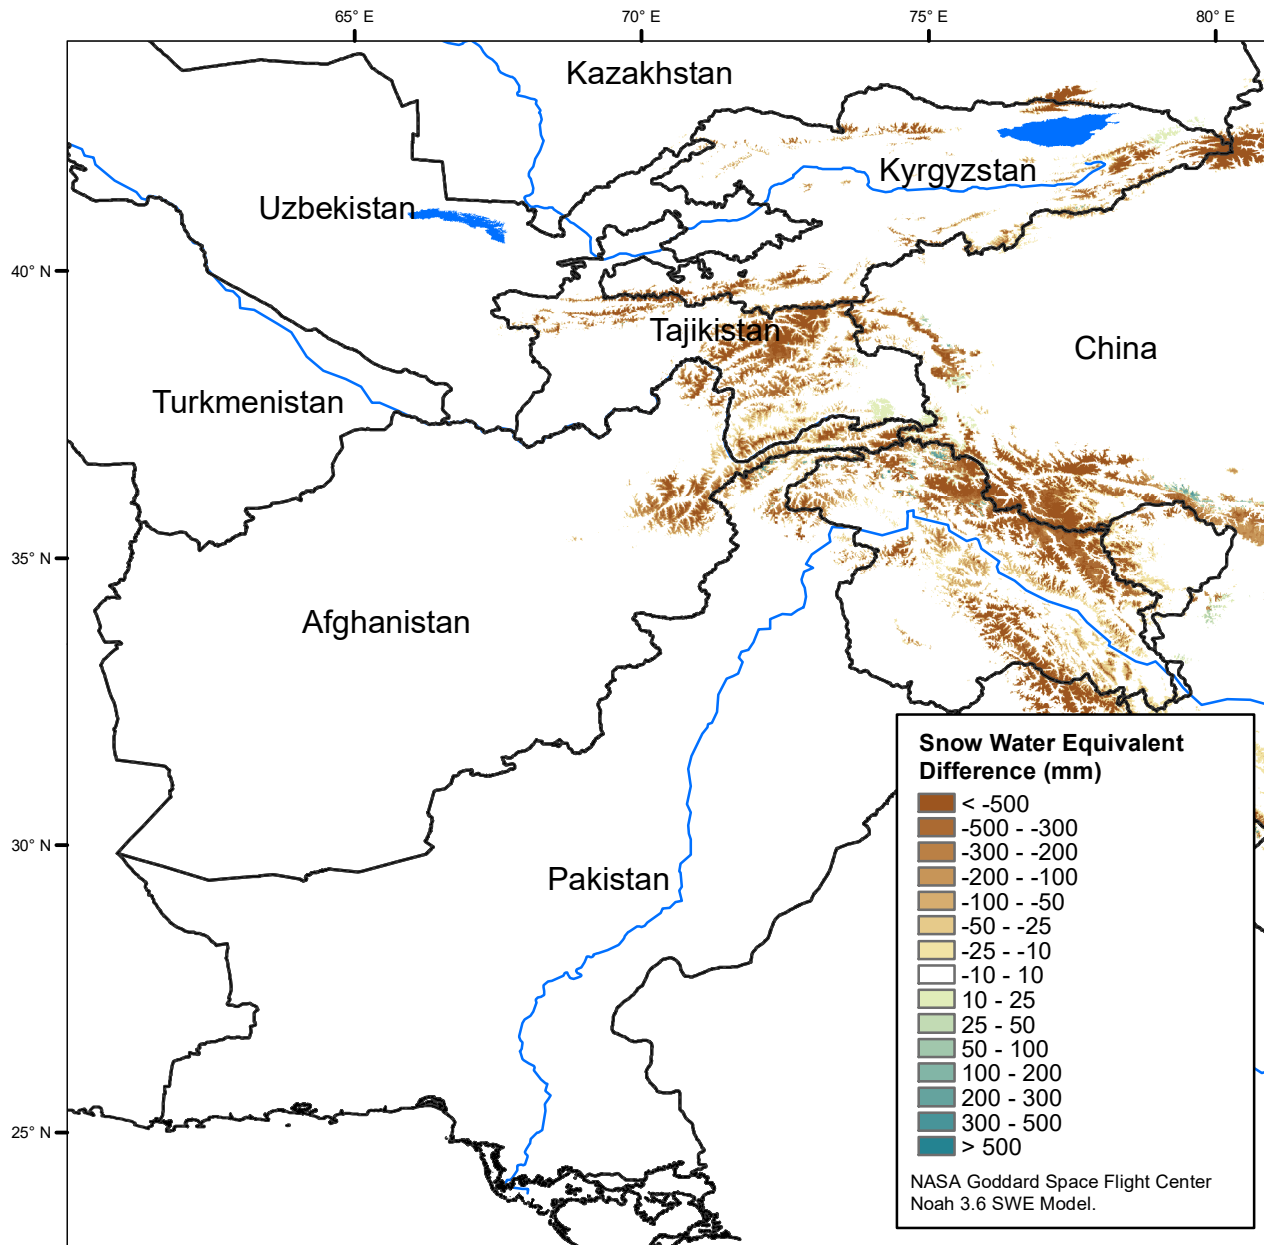 65° E
70° E
75° E
80° E
Kazakhstan
Kyrgyzstan
Uzbekistan
40° N
Tajikistan
China
Turkmenistan
35° N
Afghanistan
Snow Water Equivalent
Difference (mm)
< -500
-500 - -300
-300 - -200
-200 - -100
-100 - -50
-50 - -25
-25 - -10
-10 - 10
10 - 25
25 - 50
50 - 100
100 - 200
200 - 300
300 - 500
> 500
30° N
Pakistan
25° N
NASA Goddard Space Flight Center
Noah 3.6 SWE Model.